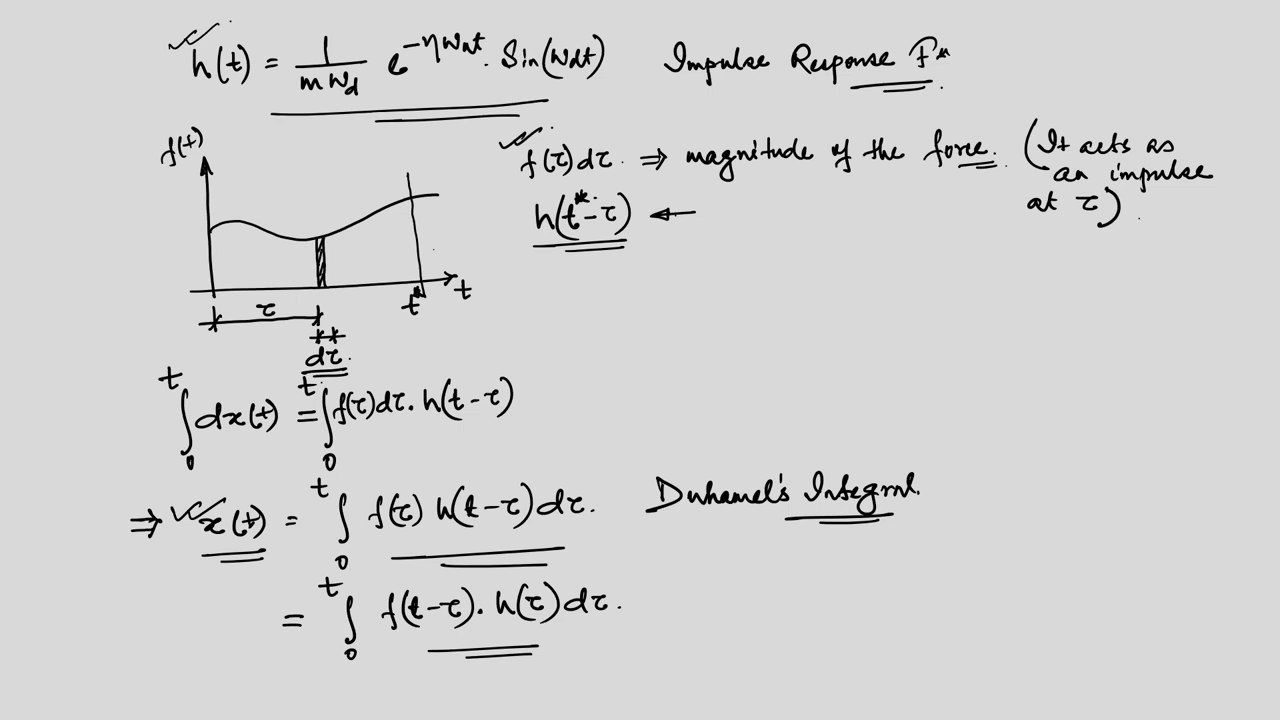 h(t) = 1/(mω_d) e^{-ηω_n t} . Sin(ω_d t) Impulse Response Fⁿ.
f(t)
f(τ)dτ. ⇒ magnitude of the force. (It acts as
an impulse
at τ).
h(t*-τ) ←
t
τ
t*
dτ.
∫₀ᵗ dx(t) = ∫₀ᵗ f(τ)dτ. h(t-τ)
⇒ x(t) = ∫₀ᵗ f(τ) h(t-τ)dτ. Duhamel's Integral.
= ∫₀ᵗ f(t-τ). h(τ)dτ.